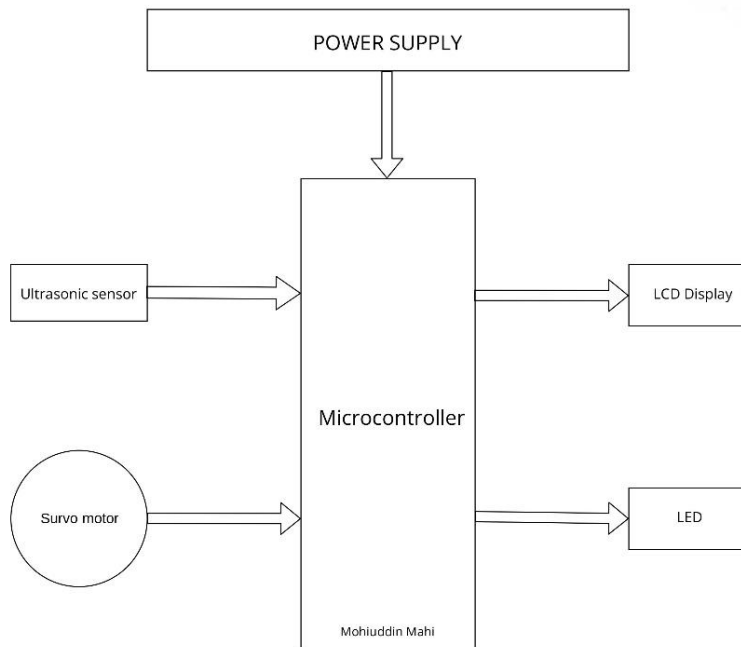 POWER SUPPLY
Ultrasonic sensor
LCD Display
Microcontroller
Survo motor
LED
Mohiuddin Mahi